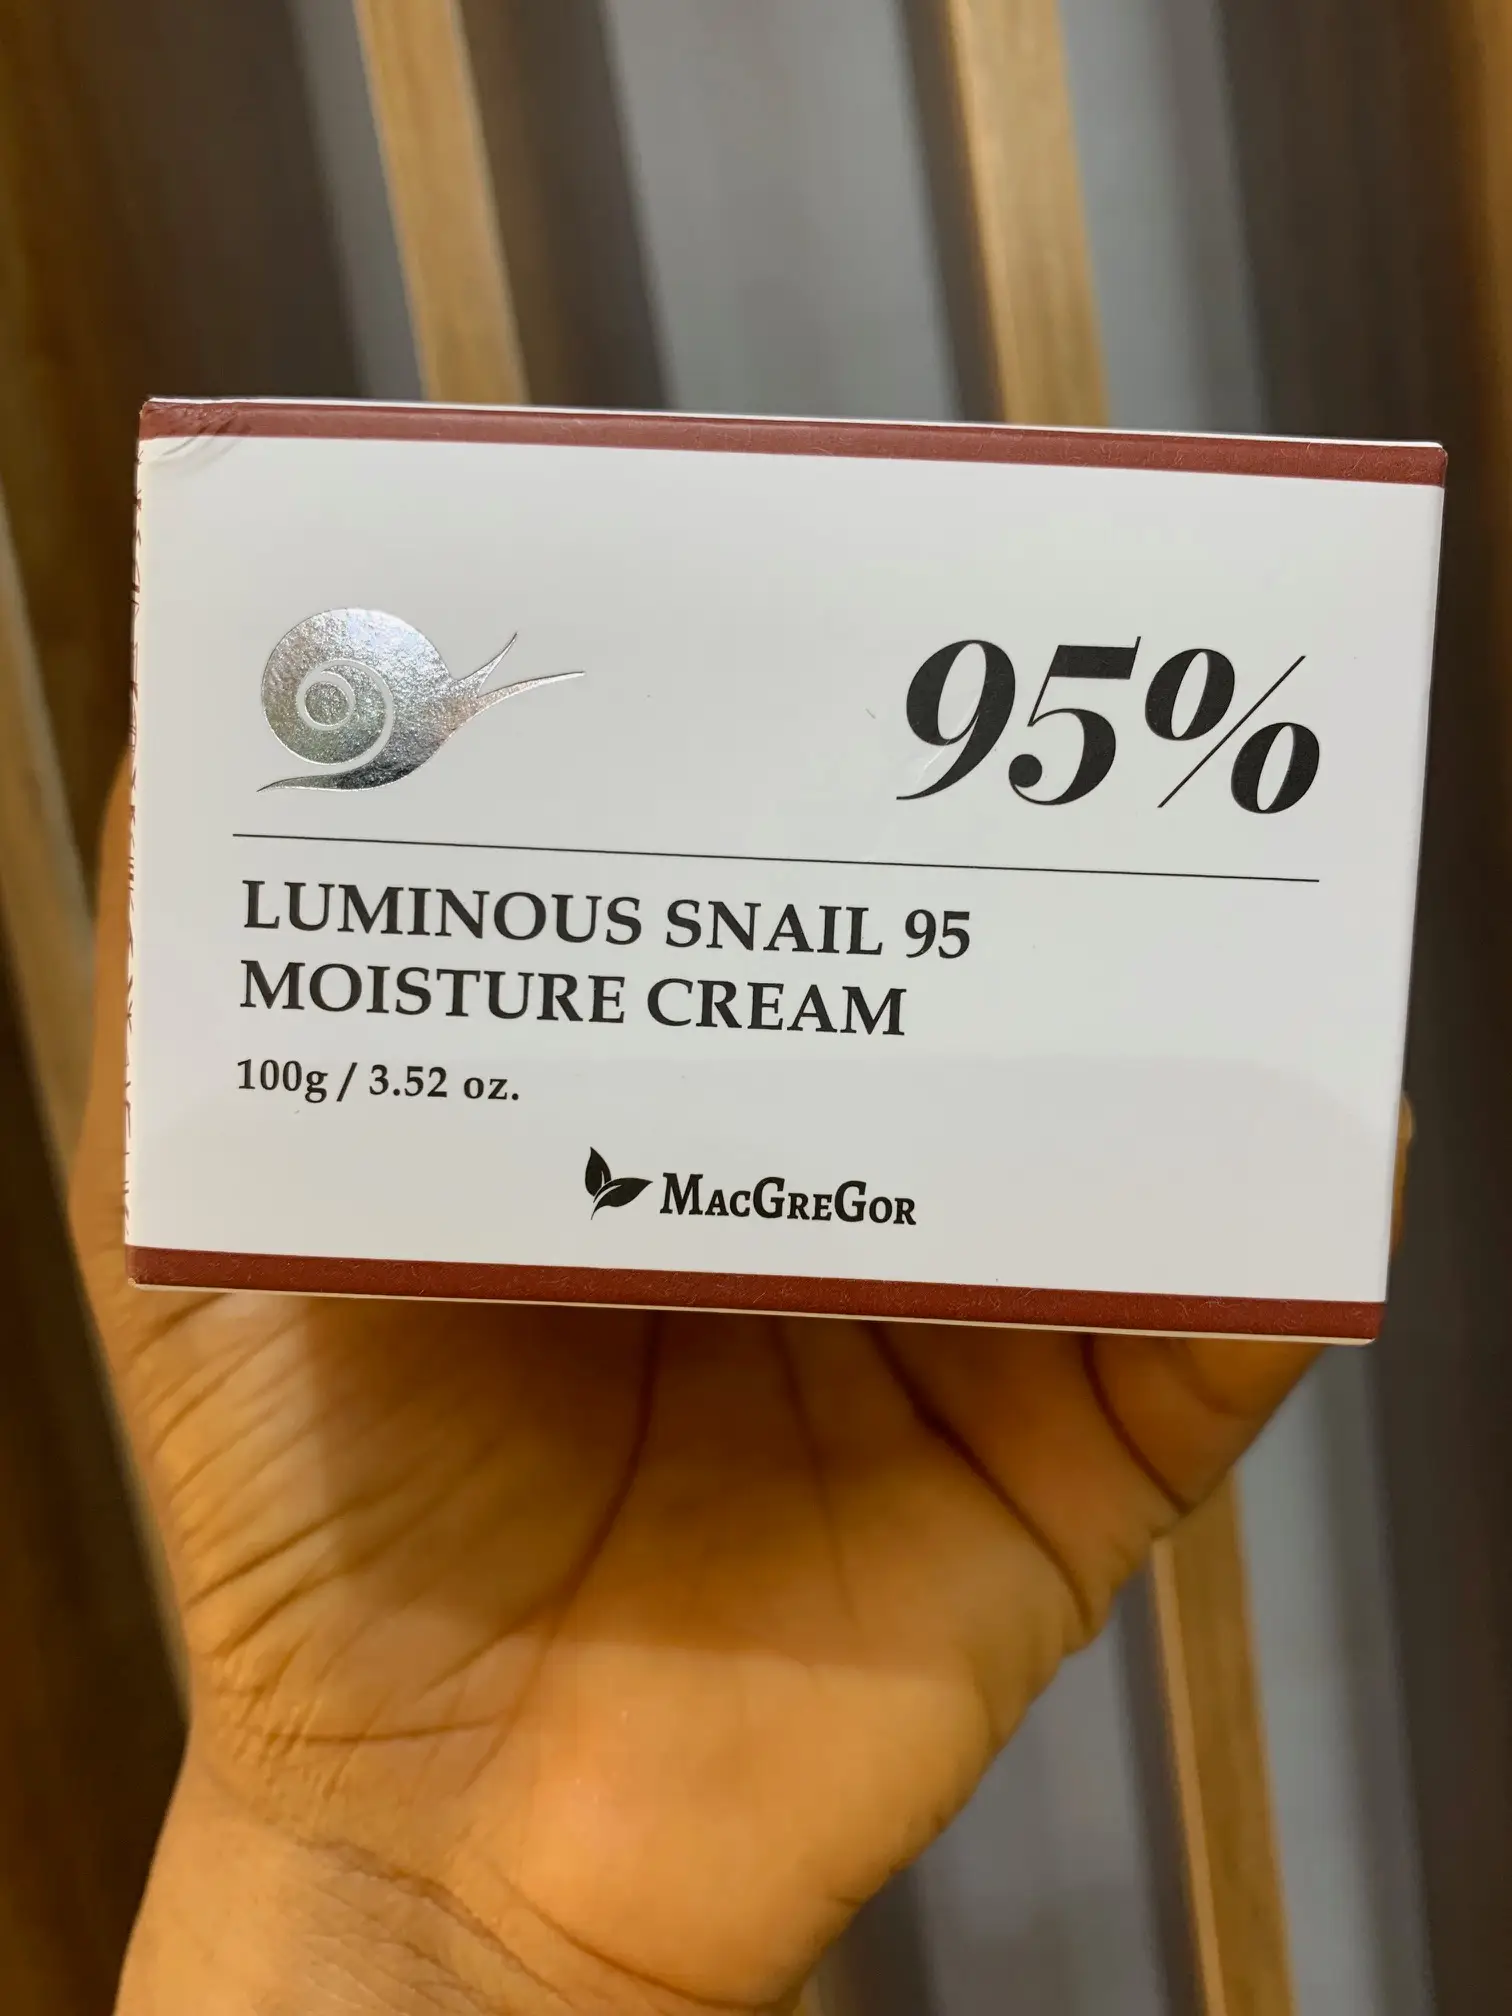 95%
LUMINOUS SNAIL 95
MOISTURE CREAM
100g / 3.52 oz.
MACGREGOR